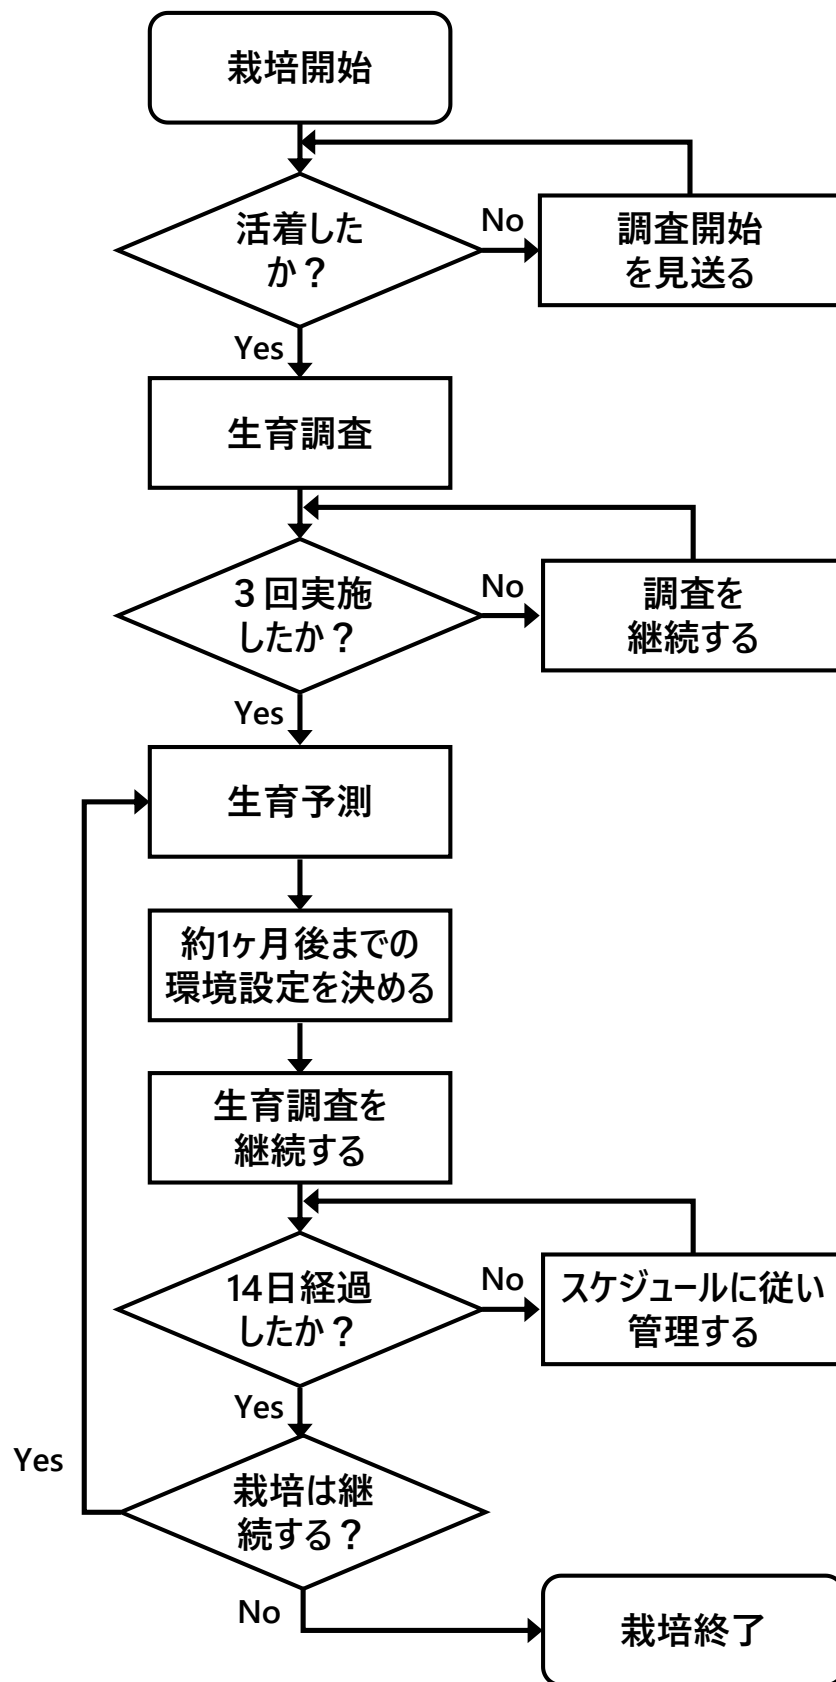 栽培開始
活着した
か？
No
調査開始
を見送る
Yes
生育調査
３回実施
したか？
No
調査を
継続する
Yes
生育予測
約1ヶ月後までの
環境設定を決める
生育調査を
継続する
14日経過
したか？
No
スケジュールに従い
管理する
Yes
Yes
栽培は継
続する？
No
栽培終了